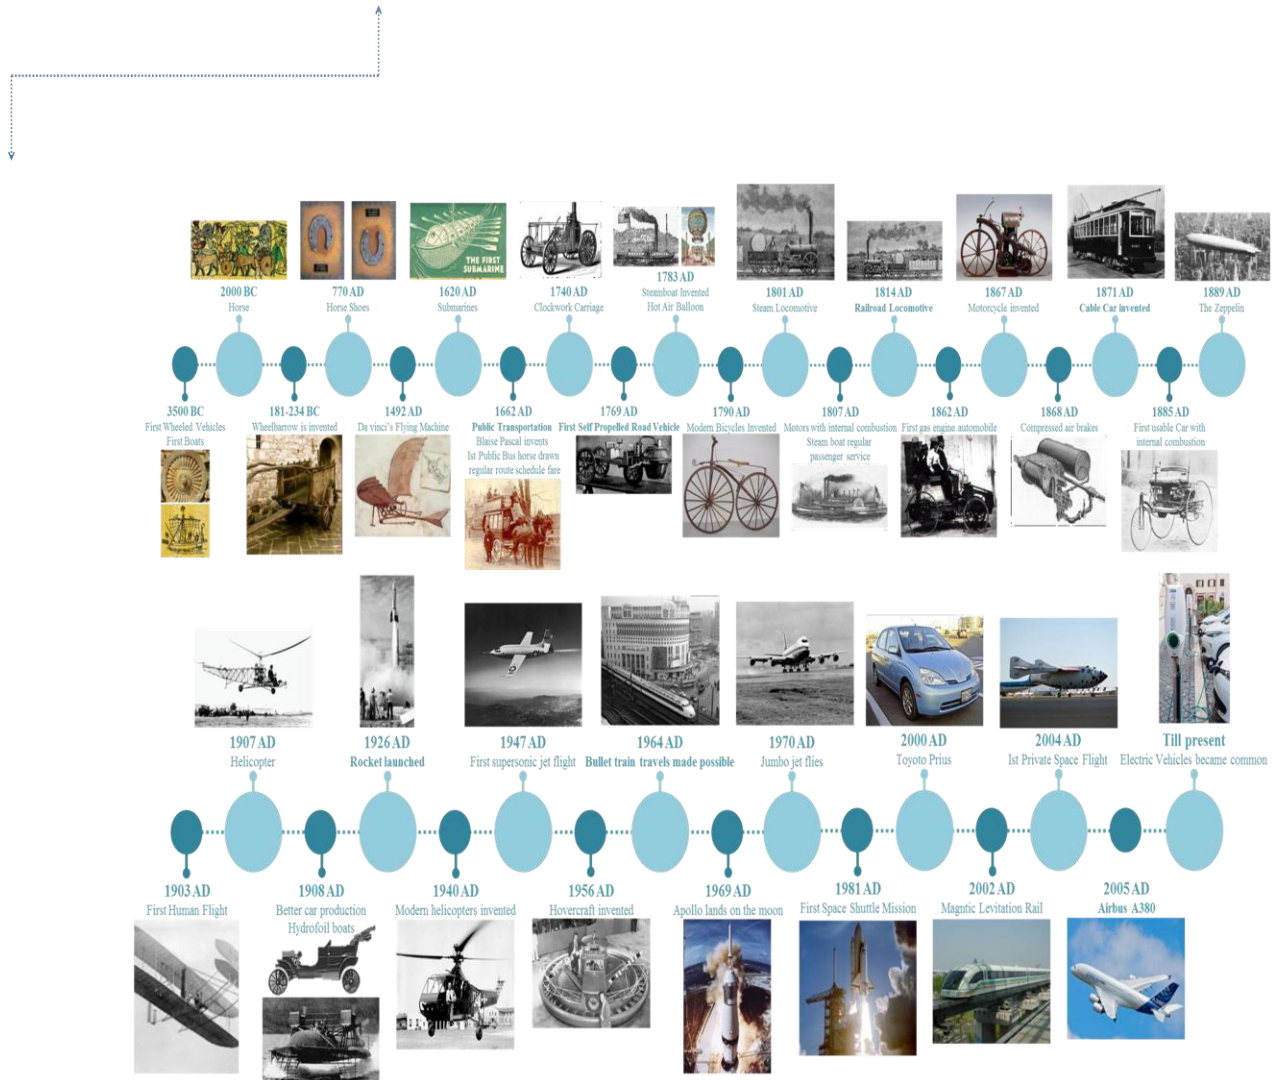 THE FIRST
SUBMARINE
2000 BC
Horse
770 AD
Horse Shoes
1620 AD
Submarines
1740 AD
Clockwork Carriage
1783 AD
Steamboat Invented
Hot Air Balloon
1801 AD
Steam Locomotive
1814 AD
Railroad Locomotive
1867 AD
Motorcycle invented
1871 AD
Cable Car invented
1889 AD
The Zeppelin
3500 BC
First Wheeled Vehicles
First Boats
181-234 BC
Wheelbarrow is invented
1492 AD
Da vinci's Flying Machine
1662 AD
Public Transportation
Blaise Pascal invents
1st Public Bus horse drawn
regular route schedule fare
1769 AD
First Self Propelled Road Vehicle
1790 AD
Modern Bicycles Invented
1807 AD
Motors with internal combustion
Steam boat regular
passenger service
1862 AD
First gas engine automobile
1868 AD
Compressed air brakes
1885 AD
First usable Car with
internal combustion
1907 AD
Helicopter
1926 AD
Rocket launched
1947 AD
First supersonic jet flight
1964 AD
Bullet train travels made possible
1970 AD
Jumbo jet flies
2000 AD
Toyoto Prius
2004 AD
1st Private Space Flight
Till present
Electric Vehicles became common
1903 AD
First Human Flight
1908 AD
Better car production
Hydrofoil boats
1940 AD
Modern helicopters invented
1956 AD
Hovercraft invented
1969 AD
Apollo lands on the moon
1981 AD
First Space Shuttle Mission
2002 AD
Magntic Levitation Rail
2005 AD
Airbus A380